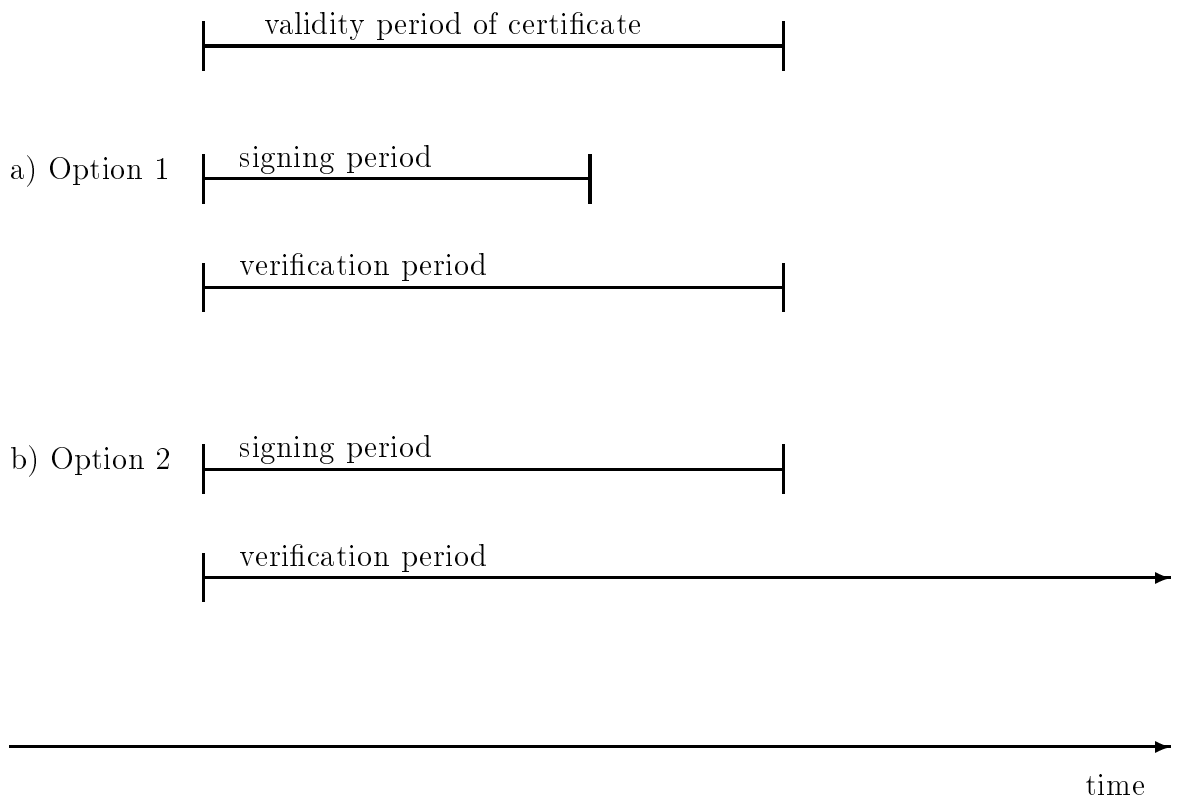 validity period of certificate
a) Option 1
signing period
verification period
b) Option 2
signing period
verification period
time